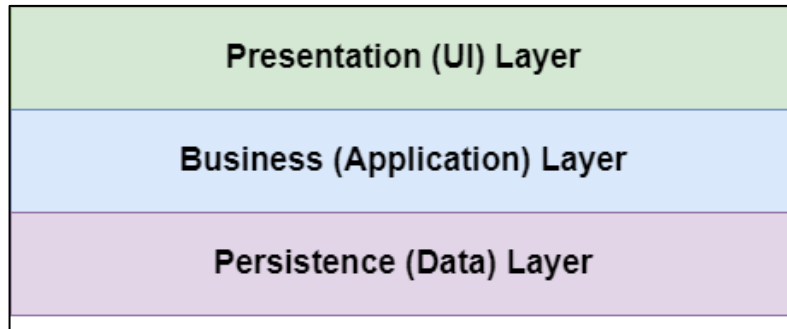 Presentation (UI) Layer
Business (Application) Layer
Persistence (Data) Layer